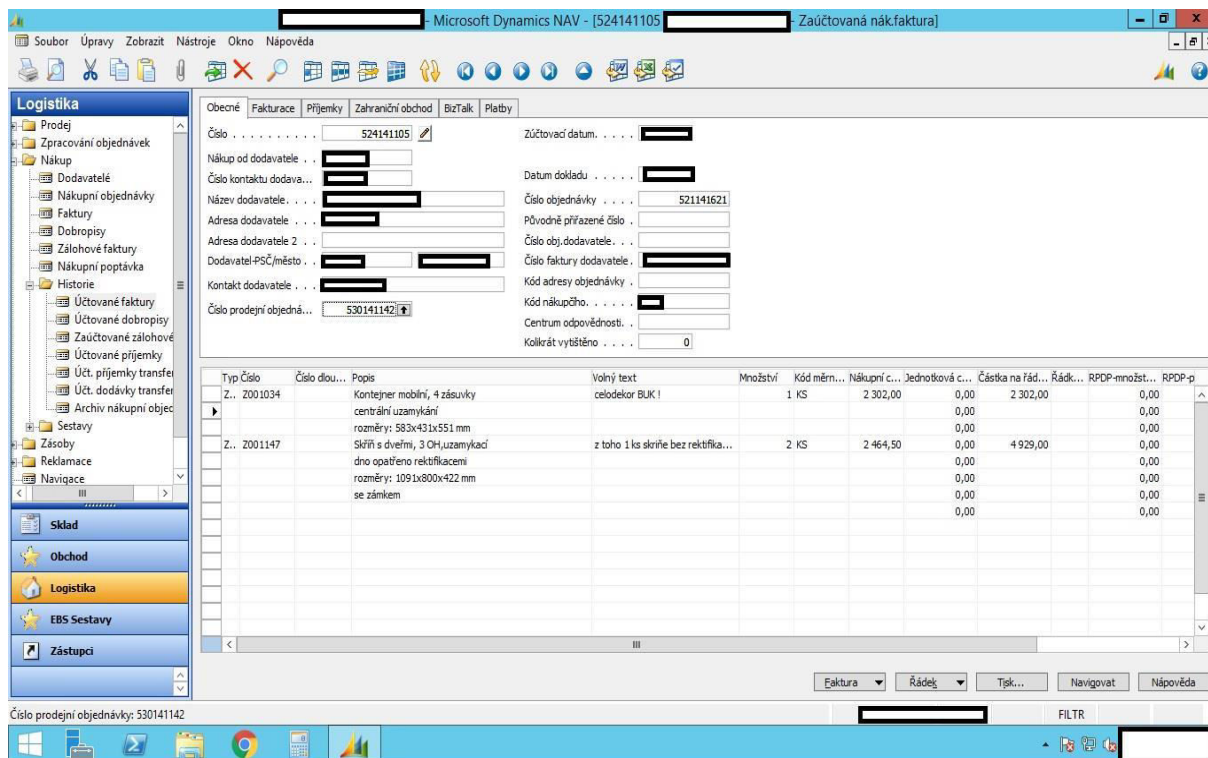 - Microsoft Dynamics NAV - [524141105 - Zaúčtovaná nák.faktura]
Soubor Úpravy Zobrazit Nástroje Okno Nápověda
Logistika
Prodej
Zpracování objednávek
Nákup
Dodavatelé
Nákupní objednávky
Faktury
Dobropisy
Zálohové faktury
Nákupní poptávka
Historie
Účtované faktury
Účtované dobropisy
Zaúčtované zálohové
Účtované příjemky
Účt. příjemky transfer
Účt. dodávky transfer
Archiv nákupní objec
Sestavy
Zásoby
Reklamace
Navigace
Sklad
Obchod
Logistika
EBS Sestavy
Zástupci
Obecné Fakturace Příjemky Zahraniční obchod BizTalk Platby
Číslo . . . . . . . . . . 524141105
Nákup od dodavatele . .
Číslo kontaktu dodava...
Název dodavatele. . . .
Adresa dodavatele . . .
Adresa dodavatele 2 . .
Dodavatel-PSČ/město . .
Kontakt dodavatele . . .
Číslo prodejní objedná... 530141142
Zúčtovací datum. . . . .
Datum dokladu . . . . .
Číslo objednávky . . . . 521141621
Původně přiřazené číslo .
Číslo obj.dodavatele. . .
Číslo faktury dodavatele .
Kód adresy objednávky .
Kód nákupčího. . . . . .
Centrum odpovědnosti. .
Kolikrát vytištěno . . . . 0
Typ Číslo Číslo dlou... Popis Volný text Množství Kód měrn... Nákupní c... Jednotková c... Částka na řád... Řádk... RPDP-množst... RPDP-p
Z.. Z001034 Kontejner mobilní, 4 zásuvky celodekor BUK ! 1 KS 2 302,00 0,00 2 302,00 0,00
centrální uzamykání 0,00 0,00
rozměry: 583x431x551 mm 0,00 0,00
Z.. Z001147 Skříň s dveřmi, 3 OH,uzamykací z toho 1 ks skriňe bez rektifika... 2 KS 2 464,50 0,00 4 929,00 0,00
dno opatřeno rektifikacemi 0,00 0,00
rozměry: 1091x800x422 mm 0,00 0,00
se zámkem 0,00 0,00
0,00 0,00
Faktura Řádek Tisk... Navigovat Nápověda
Číslo prodejní objednávky: 530141142 FILTR